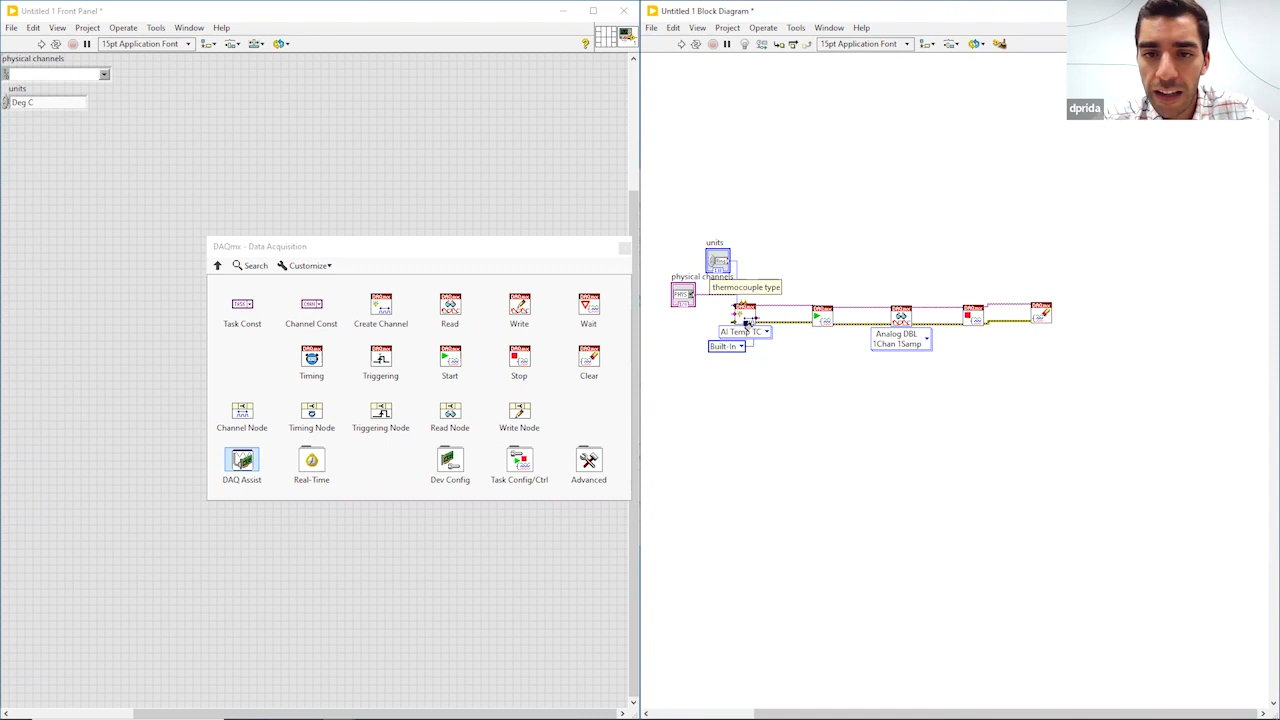 Untitled 1 Front Panel *
File Edit View Project Operate Tools Window Help
15pt Application Font
physical channels
units
Deg C
DAQmx - Data Acquisition
Search Customize
Task Const Channel Const Create Channel Read Write Wait
Timing Triggering Start Stop Clear
Channel Node Timing Node Triggering Node Read Node Write Node
DAQ Assist Real-Time Dev Config Task Config/Ctrl Advanced
Untitled 1 Block Diagram *
File Edit View Project Operate Tools Window Help
15pt Application Font
dprida
units
physical channels
thermocouple type
AI Temp TC
Built-In
Analog DBL
1Chan 1Samp